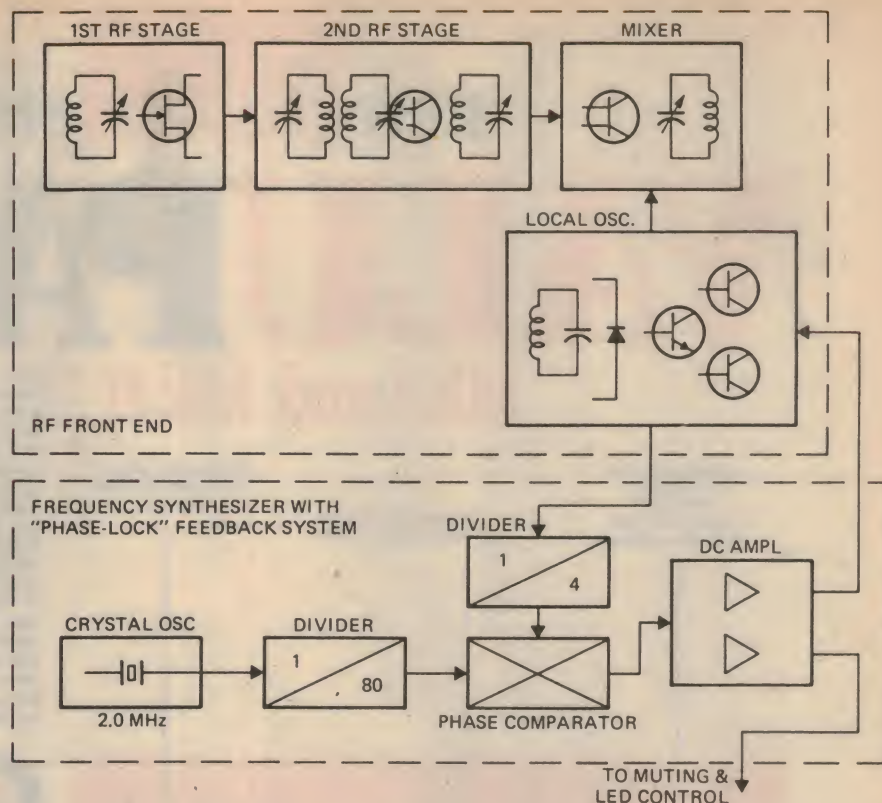 1ST RF STAGE
2ND RF STAGE
MIXER
LOCAL OSC.
RF FRONT END
FREQUENCY SYNTHESIZER WITH
"PHASE-LOCK" FEEDBACK SYSTEM
DIVIDER
1
4
DC AMPL
CRYSTAL OSC
DIVIDER
1
80
2.0 MHz
PHASE COMPARATOR
TO MUTING &
LED CONTROL